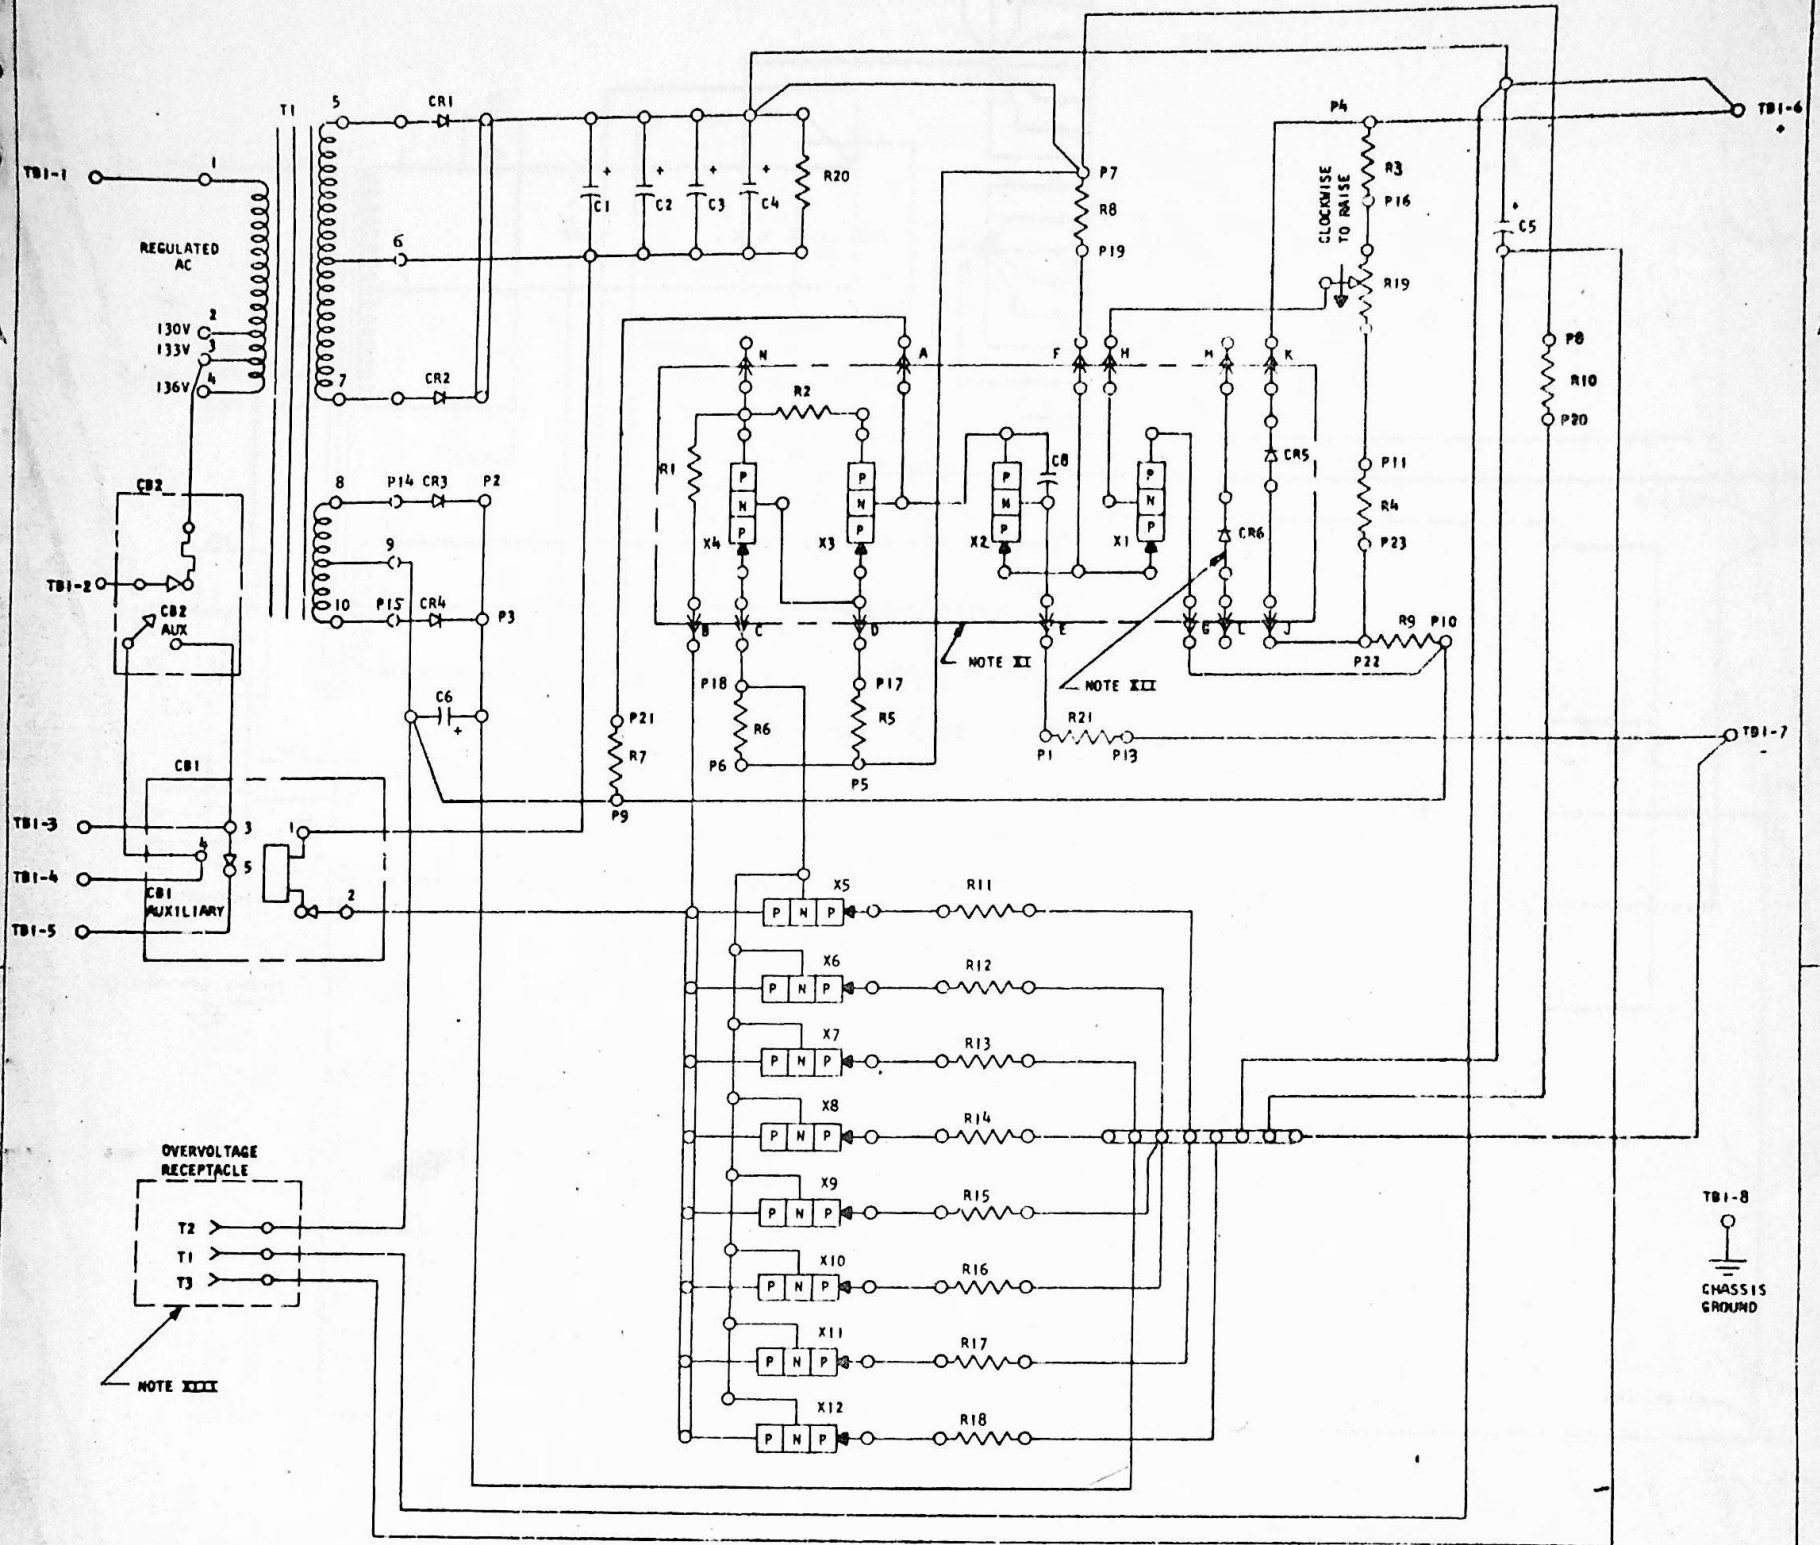 T1
5
CR1
P4
TB1-6
+
TB1-1
1
R20
P7
R3
CLOCKWISE
TO RAISE
P16
+
+
+
+
C1
C2
C3
C4
R8
+
C5
REGULATED
AC
6
P19
R19
2
130V
3
133V
4
136V
7
CR2
N
A
F
H
M
K
P8
R10
P20
R2
R1
C8
CR5
P11
R4
P23
P
N
P
P
N
P
P
N
P
P
N
P
X4
X3
X2
X1
CR6
CB2
8
P14
CR3
P2
9
TB1-2
CB2
AUX
10
P15
CR4
P3
B
C
D
E
G
L
J
R9
P10
P22
NOTE XI
NOTE XII
P18
P17
R6
R5
C6
+
P21
R7
P6
P5
P9
R21
P1
P13
TB1-7
-
CB1
TB1-3
3
1
4
5
TB1-4
CB1
AUXILIARY
2
TB1-5
X5
R11
P N P
X6
R12
P N P
X7
R13
P N P
X8
R14
P N P
X9
R15
P N P
X10
R16
P N P
X11
R17
P N P
X12
R18
P N P
OVERVOLTAGE
RECEPTACLE
T2
T1
T3
NOTE XIII
TB1-8
CHASSIS
GROUND